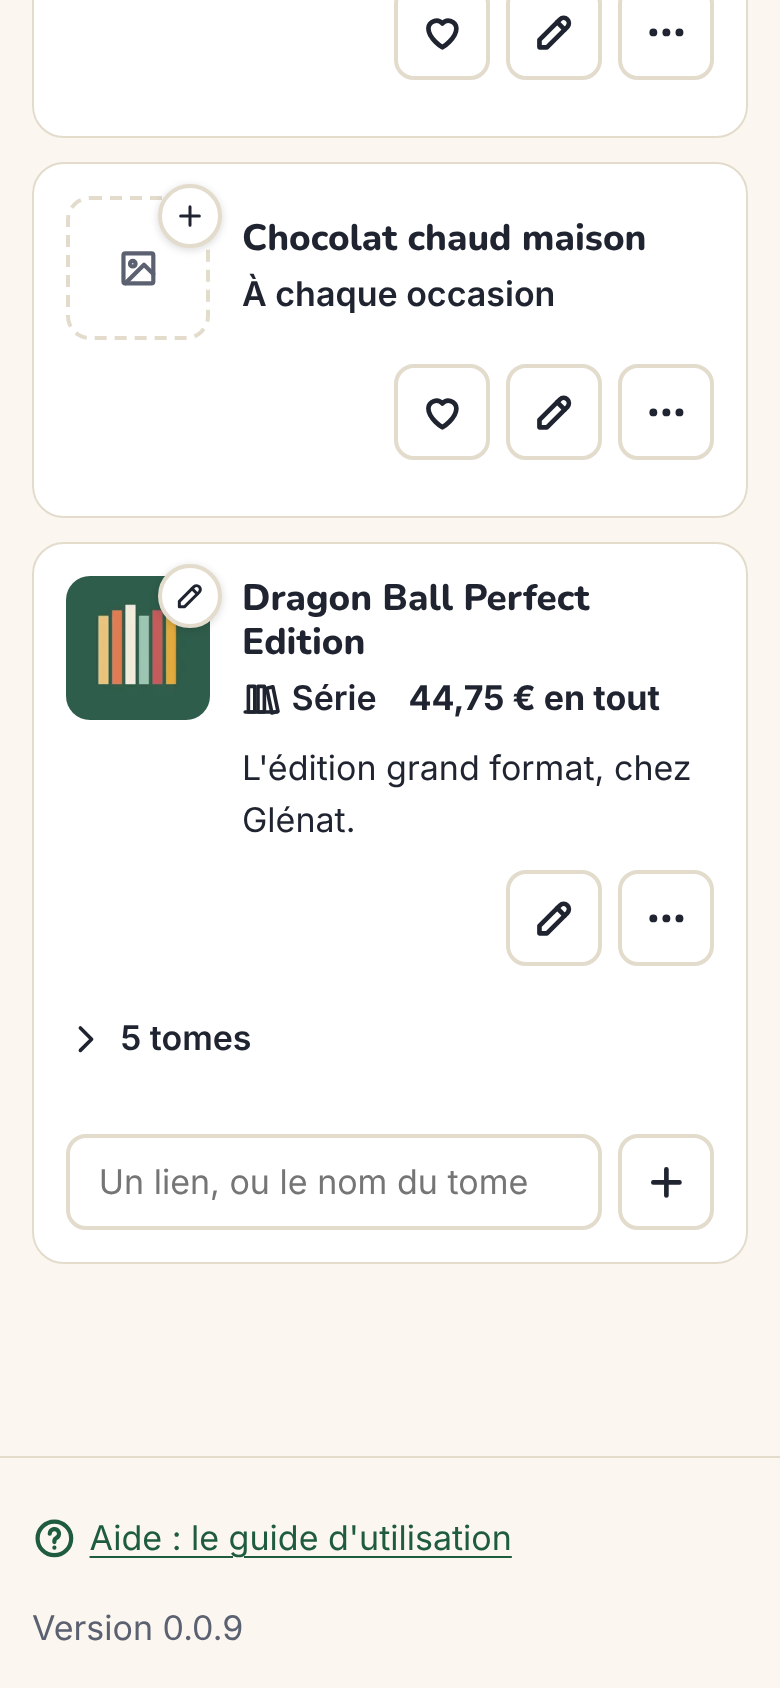 Chocolat chaud maison
À chaque occasion
Dragon Ball Perfect
Edition
Série 44,75 € en tout
L'édition grand format, chez
Glénat.
5 tomes
Un lien, ou le nom du tome
Aide : le guide d'utilisation
Version 0.0.9